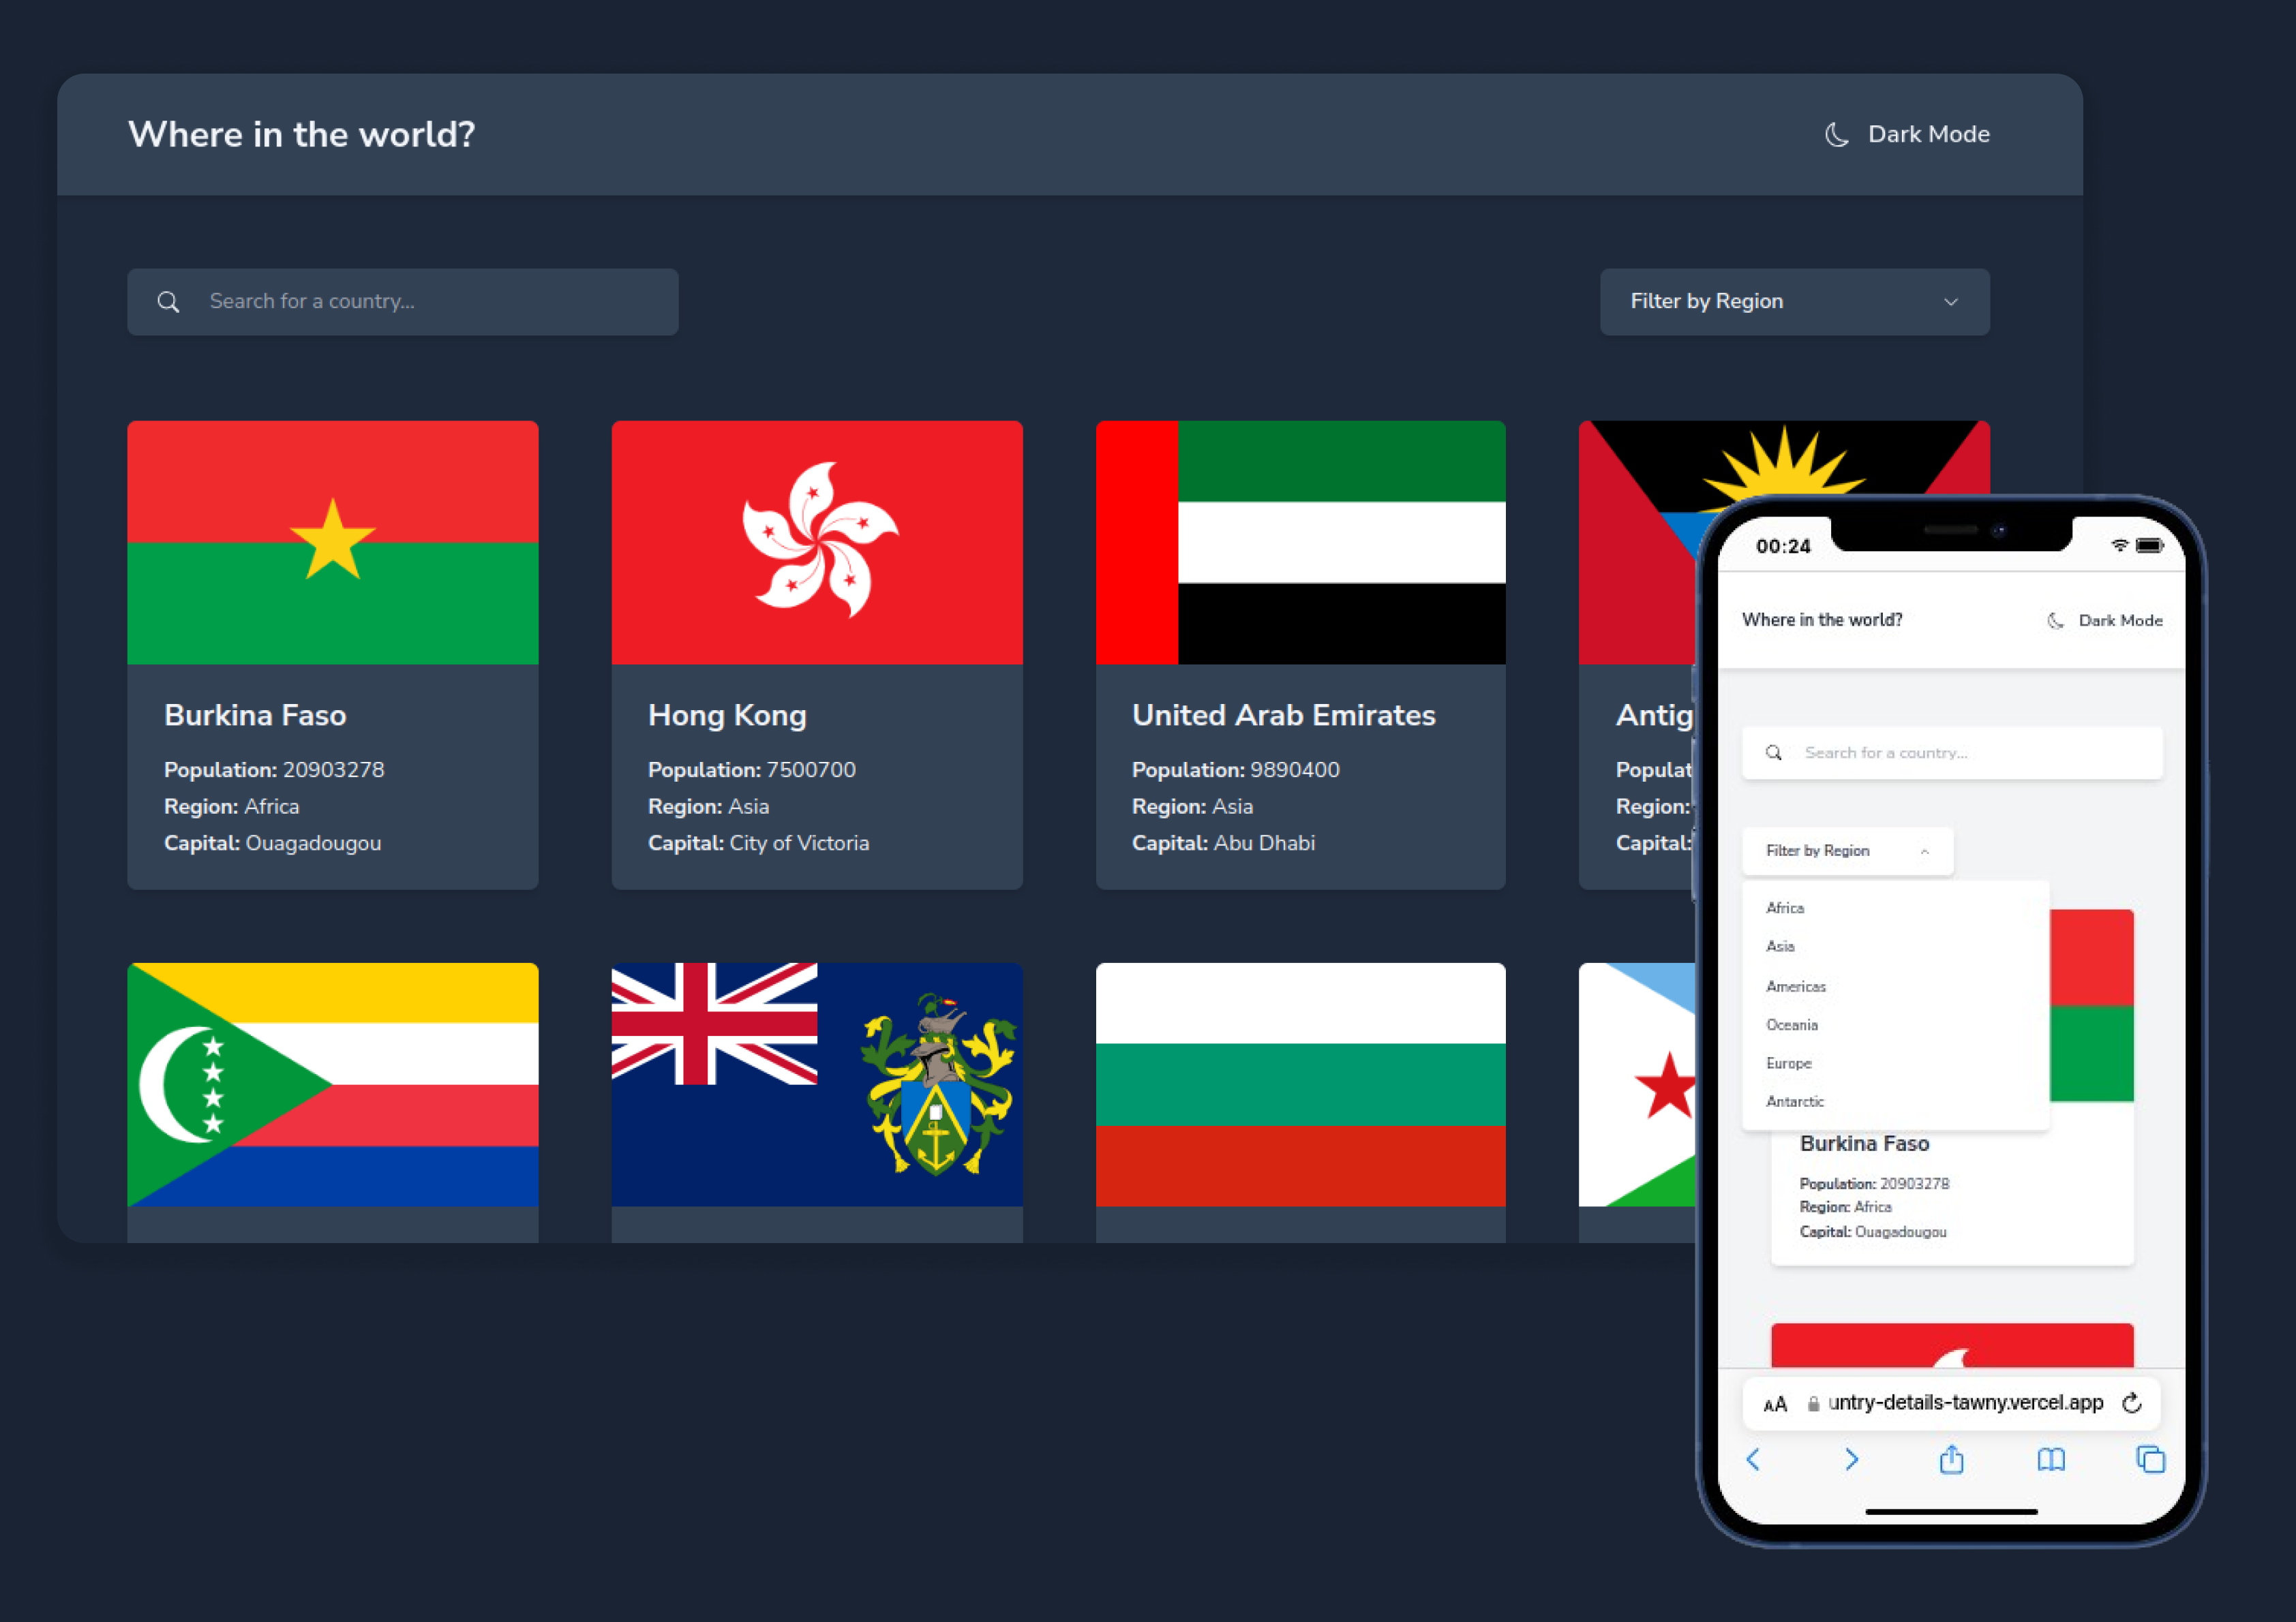 Where in the world?
Dark Mode
Search for a country...
Filter by Region
Burkina Faso
Population: 20903278
Region: Africa
Capital: Ouagadougou
Hong Kong
Population: 7500700
Region: Asia
Capital: City of Victoria
United Arab Emirates
Population: 9890400
Region: Asia
Capital: Abu Dhabi
Antig
Populat
Region:
Capital:
00:24
Where in the world?
Dark Mode
Search for a country...
Filter by Region
Africa
Asia
Americas
Oceania
Europe
Antarctic
Burkina Faso
Population: 20903278
Region: Africa
Capital: Ouagadougou
AA untry-details-tawny.vercel.app